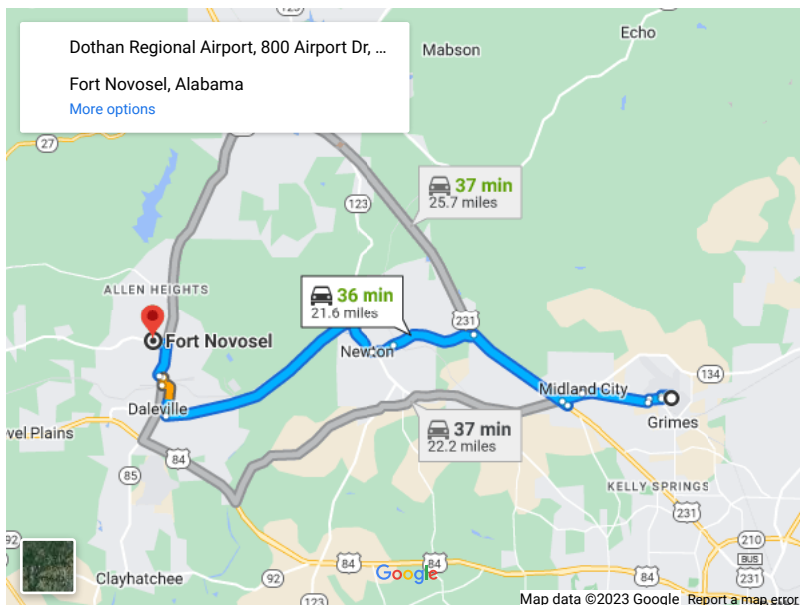 Dothan Regional Airport, 800 Airport Dr, ...
Fort Novosel, Alabama
More options
Mabson
Echo
27
123
37 min
25.7 miles
ALLEN HEIGHTS
36 min
21.6 miles
231
Fort Novosel
Newton
134
Midland City
Daleville
Grimes
evel Plains
37 min
22.2 miles
84
85
KELLY SPRINGS
231
92
210
BUS
231
84
84
84
92
Clayhatchee
Google
123
Map data ©2023 Google
Report a map error